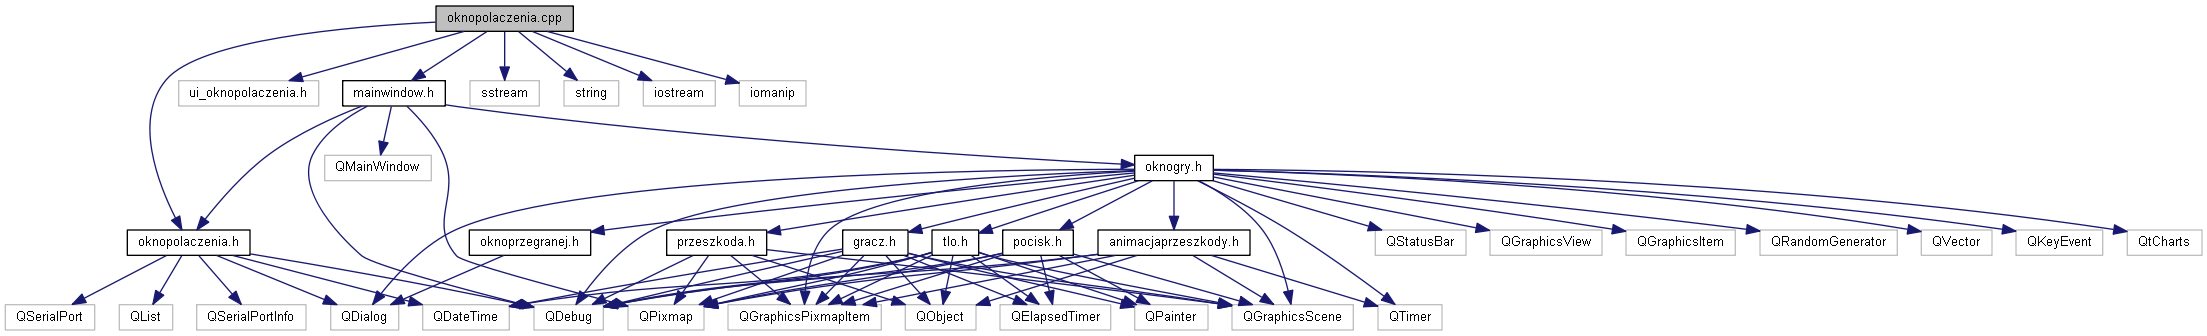 oknopolaczenia.cpp
ui_oknopolaczenia.h
mainwindow.h
sstream
string
iostream
iomanip
QMainWindow
oknogry.h
oknopolaczenia.h
oknoprzegranej.h
przeszkoda.h
gracz.h
tlo.h
pocisk.h
animacjaprzeszkody.h
QStatusBar
QGraphicsView
QGraphicsItem
QRandomGenerator
QVector
QKeyEvent
QtCharts
QSerialPort
QList
QSerialPortInfo
QDialog
QDateTime
QDebug
QPixmap
QGraphicsPixmapItem
QObject
QElapsedTimer
QPainter
QGraphicsScene
QTimer